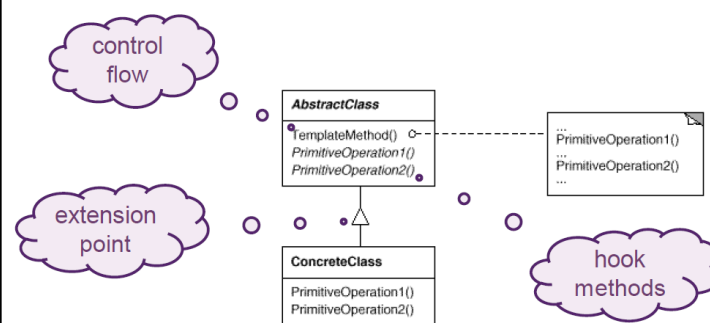 control
flow
AbstractClass
TemplateMethod()
PrimitiveOperation1()
PrimitiveOperation2()
...
PrimitiveOperation1()
...
PrimitiveOperation2()
...
extension
point
ConcreteClass
PrimitiveOperation1()
PrimitiveOperation2()
hook
methods